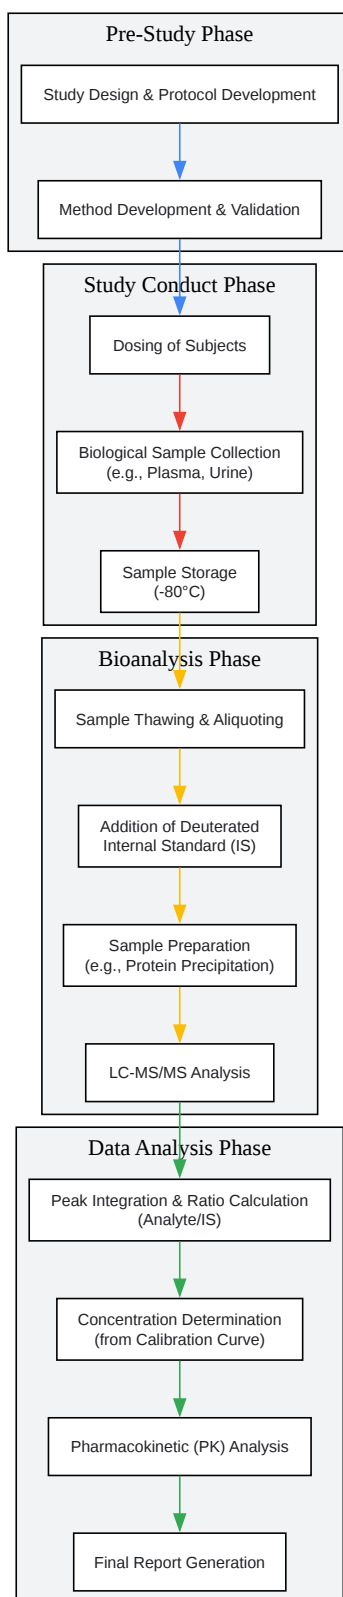 Pre-Study Phase
Study Design & Protocol Development
Method Development & Validation
Study Conduct Phase
Dosing of Subjects
Biological Sample Collection
(e.g., Plasma, Urine)
Sample Storage
(-80°C)
Bioanalysis Phase
Sample Thawing & Aliquoting
Addition of Deuterated
Internal Standard (IS)
Sample Preparation
(e.g., Protein Precipitation)
LC-MS/MS Analysis
Data Analysis Phase
Peak Integration & Ratio Calculation
(Analyte/IS)
Concentration Determination
(from Calibration Curve)
Pharmacokinetic (PK) Analysis
Final Report Generation